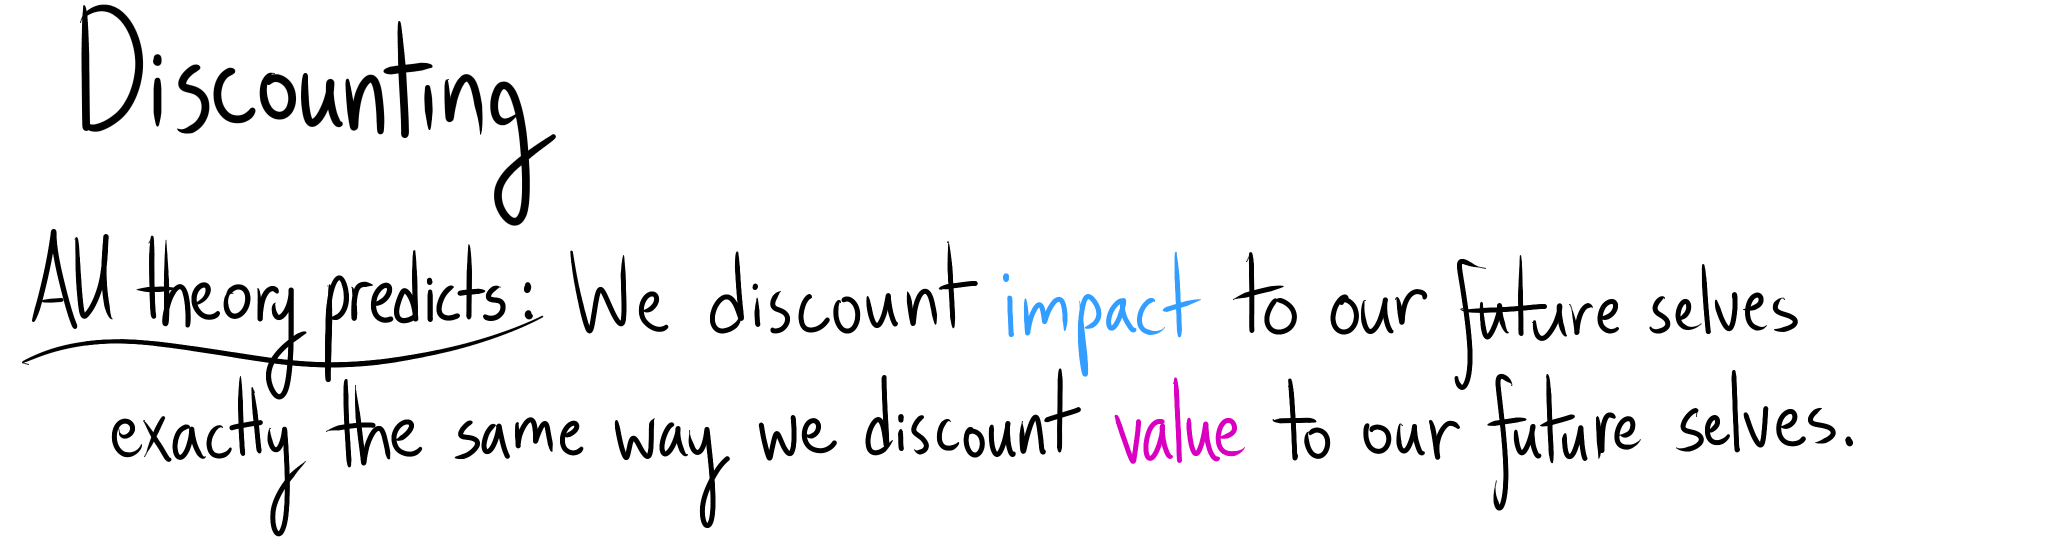 Discounting
AU theory predicts: We discount impact to our future selves
exactly the same way we discount value to our future selves.